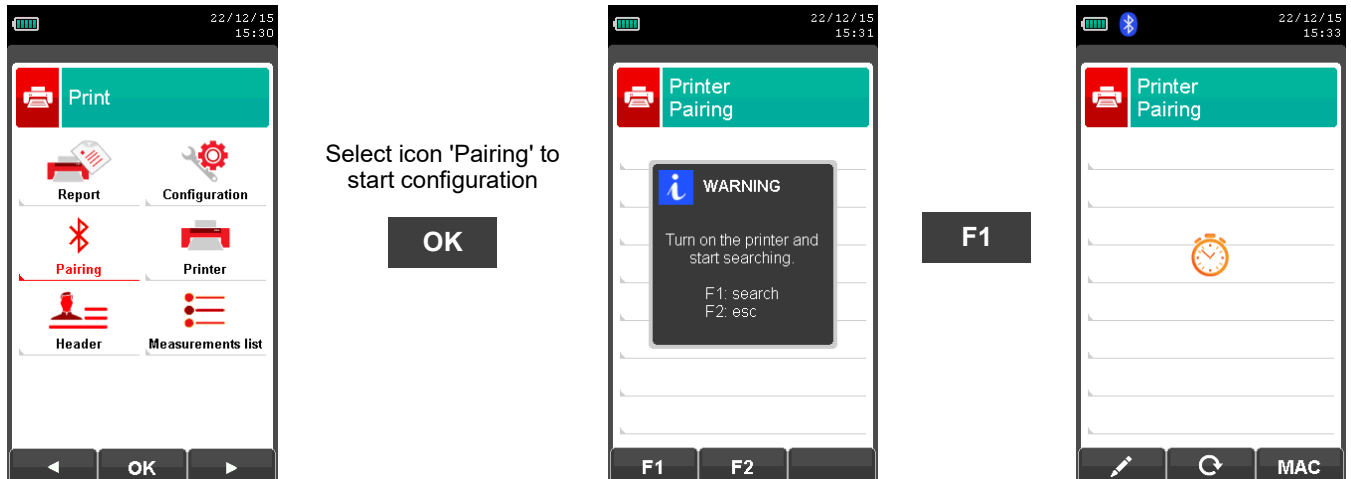 22/12/15
15:30
Print
Report
Configuration
Pairing
Printer
Header
Measurements list
OK
Select icon 'Pairing' to
start configuration
OK
22/12/15
15:31
Printer
Pairing
i WARNING
Turn on the printer and
start searching.
F1: search
F2: esc
F1 F2
F1
22/12/15
15:33
Printer
Pairing
MAC